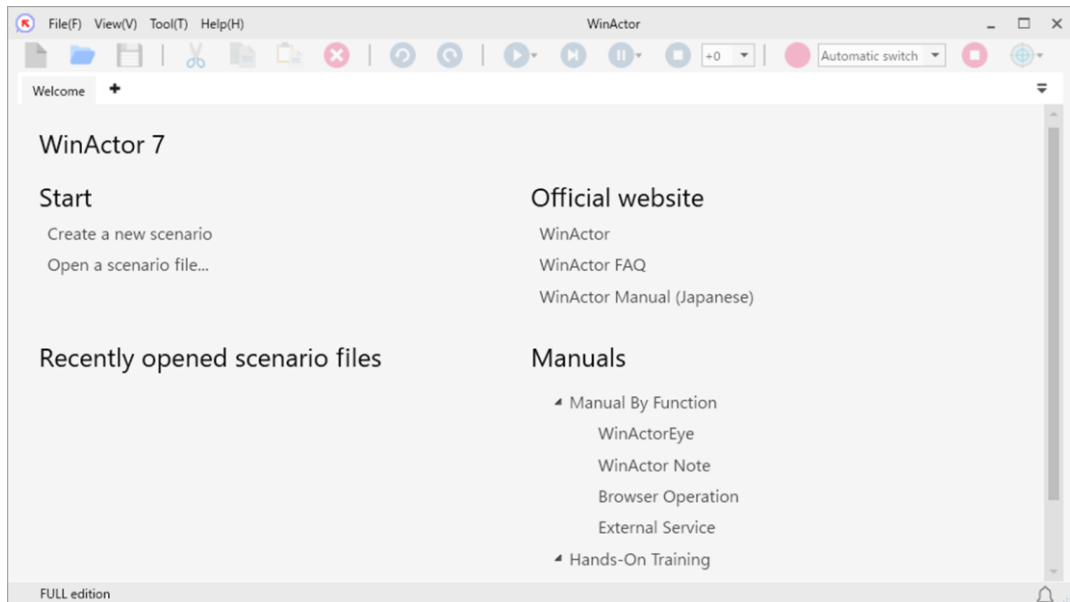 File(F) View(V) Tool(T) Help(H) WinActor
+0 Automatic switch
Welcome
WinActor 7
Start
Create a new scenario
Open a scenario file...
Official website
WinActor
WinActor FAQ
WinActor Manual (Japanese)
Recently opened scenario files
Manuals
Manual By Function
WinActorEye
WinActor Note
Browser Operation
External Service
Hands-On Training
FULL edition